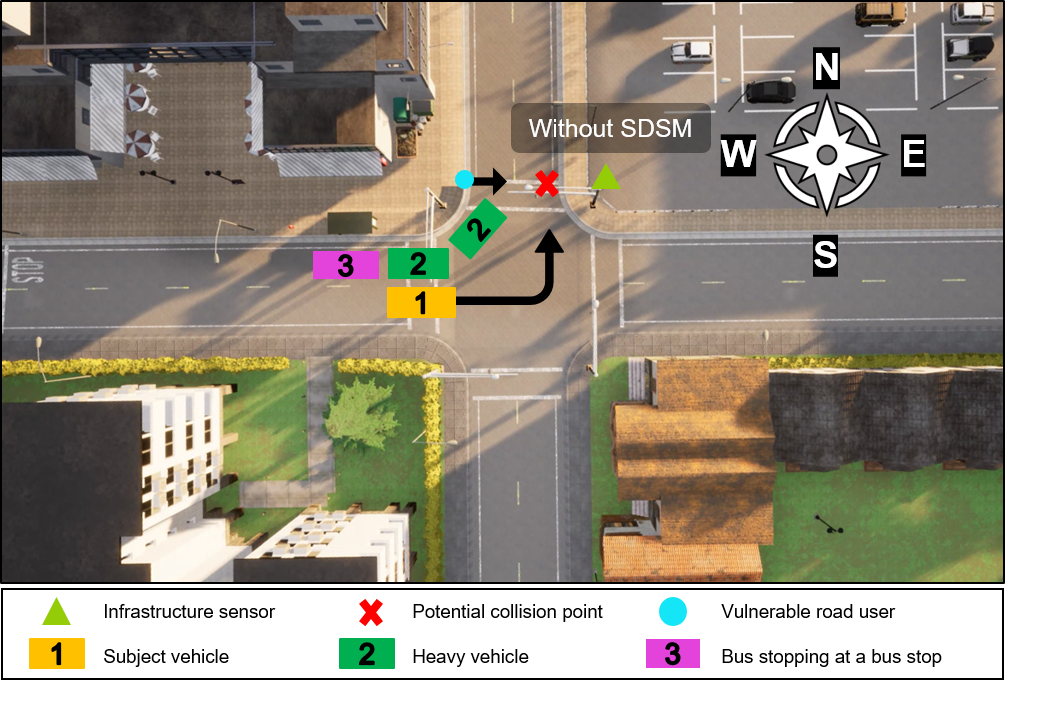 N
Without SDSM
W
E
2
S
3
2
1
STOP
Infrastructure sensor
Potential collision point
Vulnerable road user
1
Subject vehicle
2
Heavy vehicle
3
Bus stopping at a bus stop